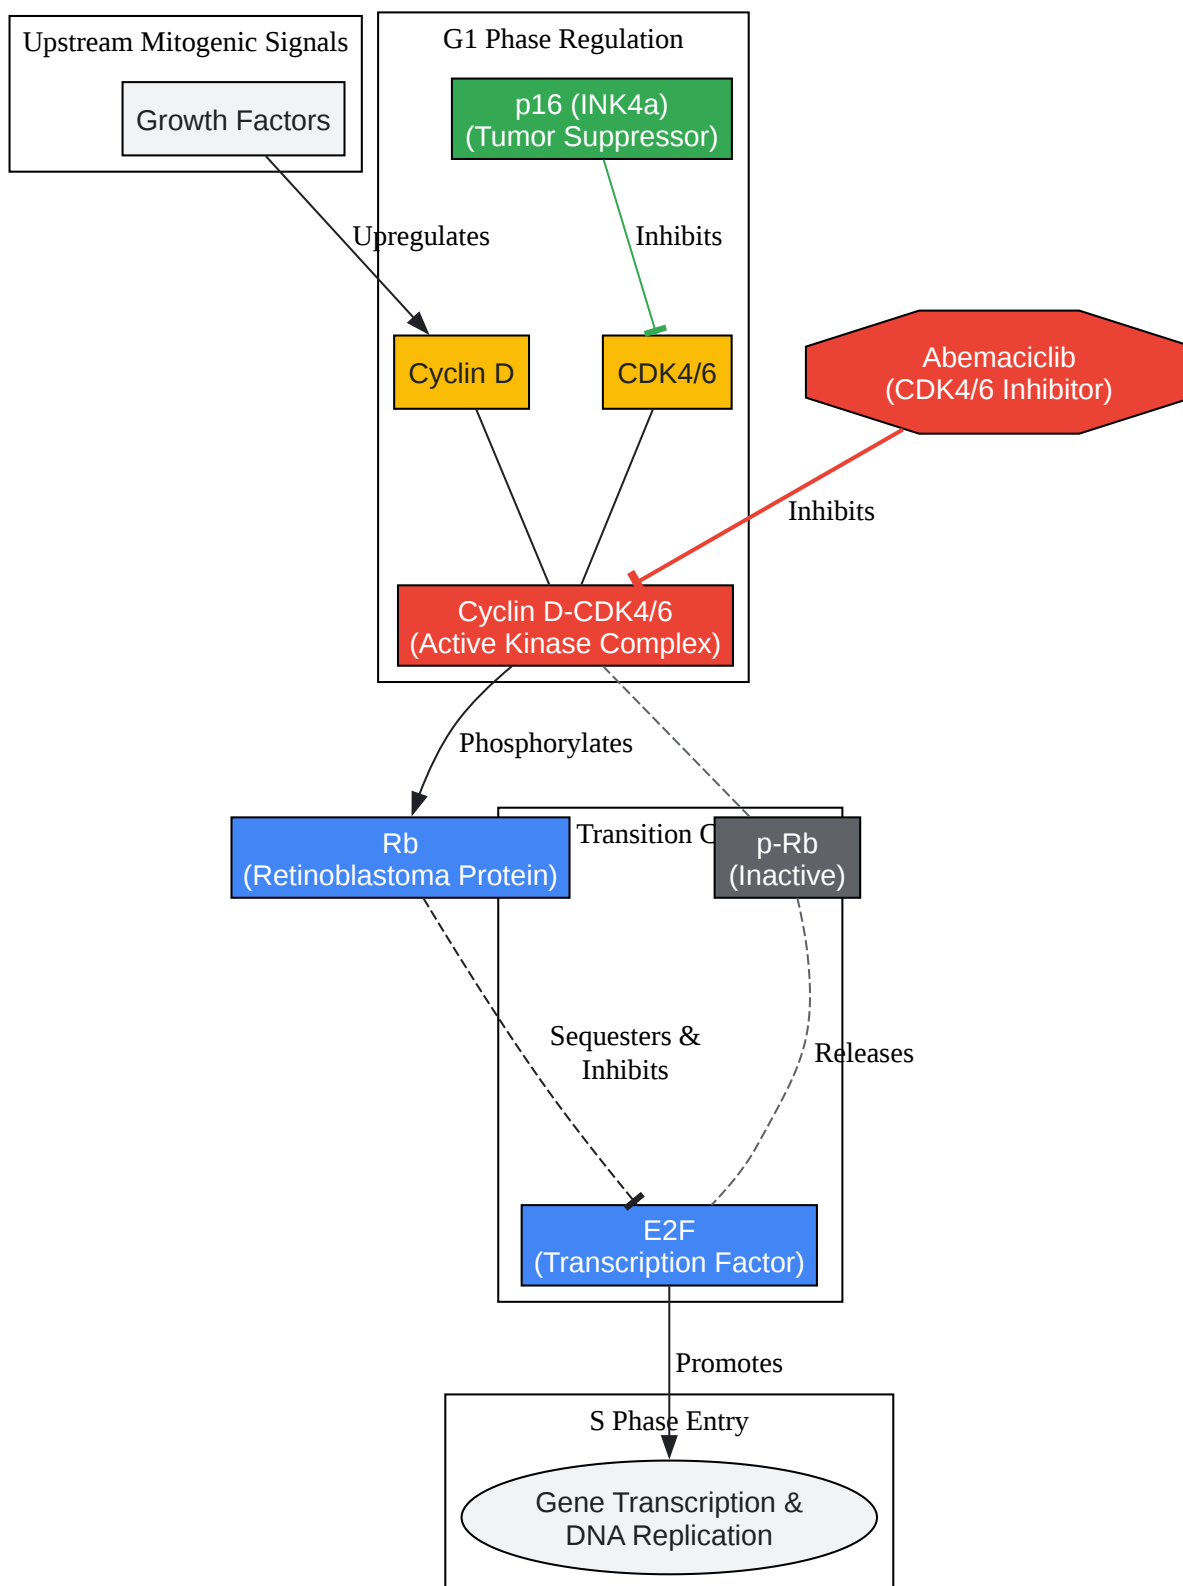 Upstream Mitogenic Signals
Growth Factors
G1 Phase Regulation
p16 (INK4a)
(Tumor Suppressor)
Upregulates
Inhibits
Cyclin D
CDK4/6
Abemaciclib
(CDK4/6 Inhibitor)
Inhibits
Cyclin D-CDK4/6
(Active Kinase Complex)
Phosphorylates
Rb
(Retinoblastoma Protein)
Transition
p-Rb
(Inactive)
Sequesters &
Inhibits
Releases
E2F
(Transcription Factor)
Promotes
S Phase Entry
Gene Transcription &
DNA Replication